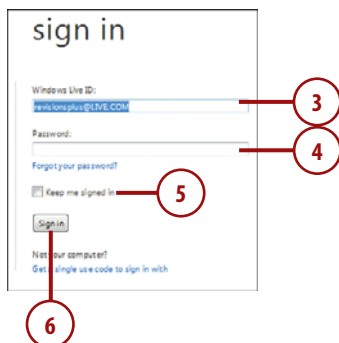 sign in
Windows Live ID:
revisionsplus@LIVE.COM
3
Password:
4
Forgot your password?
Keep me signed in
5
Sign in
Not your computer?
Get a single use code to sign in with
6